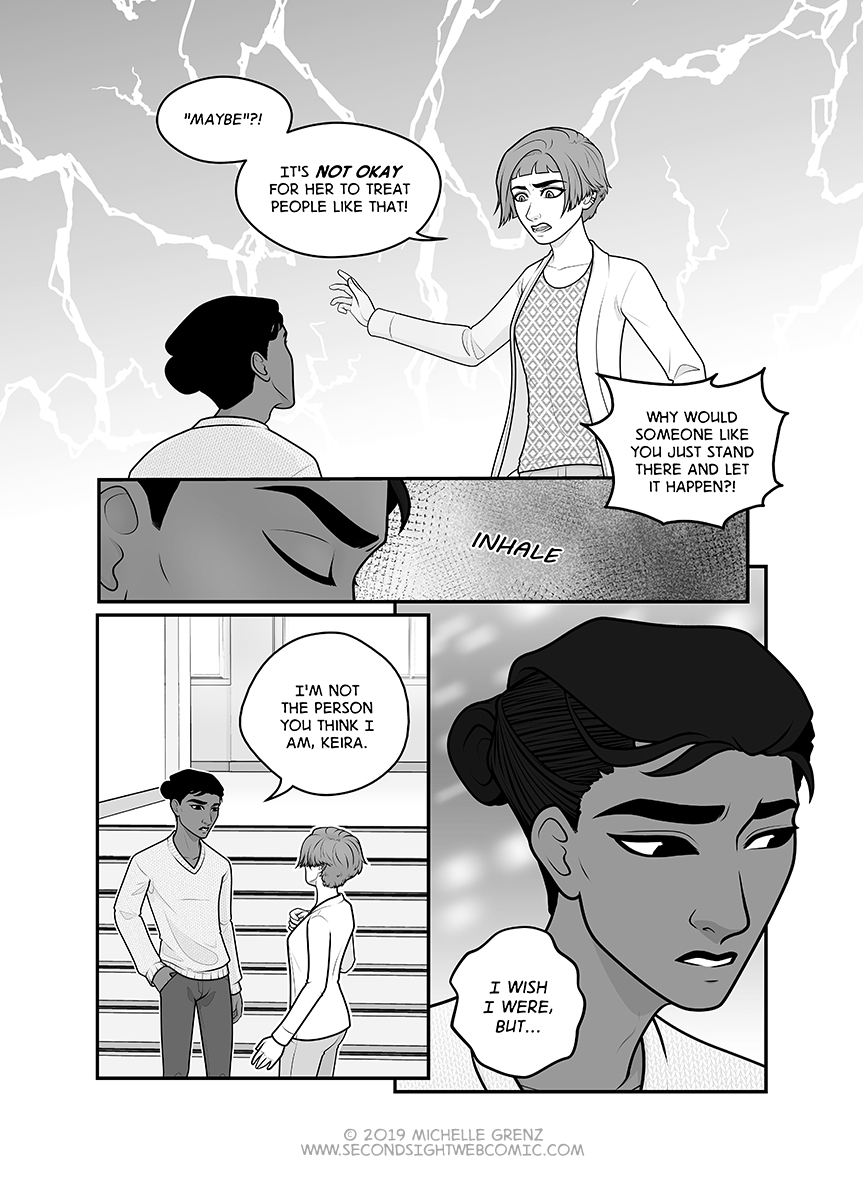 "MAYBE"?!
IT'S NOT OKAY
FOR HER TO TREAT
PEOPLE LIKE THAT!
WHY WOULD
SOMEONE LIKE
YOU JUST STAND
THERE AND LET
IT HAPPEN?!
INHALE
I'M NOT
THE PERSON
YOU THINK I
AM, KEIRA.
I WISH
I WERE,
BUT...
© 2019 MICHELLE GRENZ
WWW.SECONDSIGHTWEBCOMIC.COM